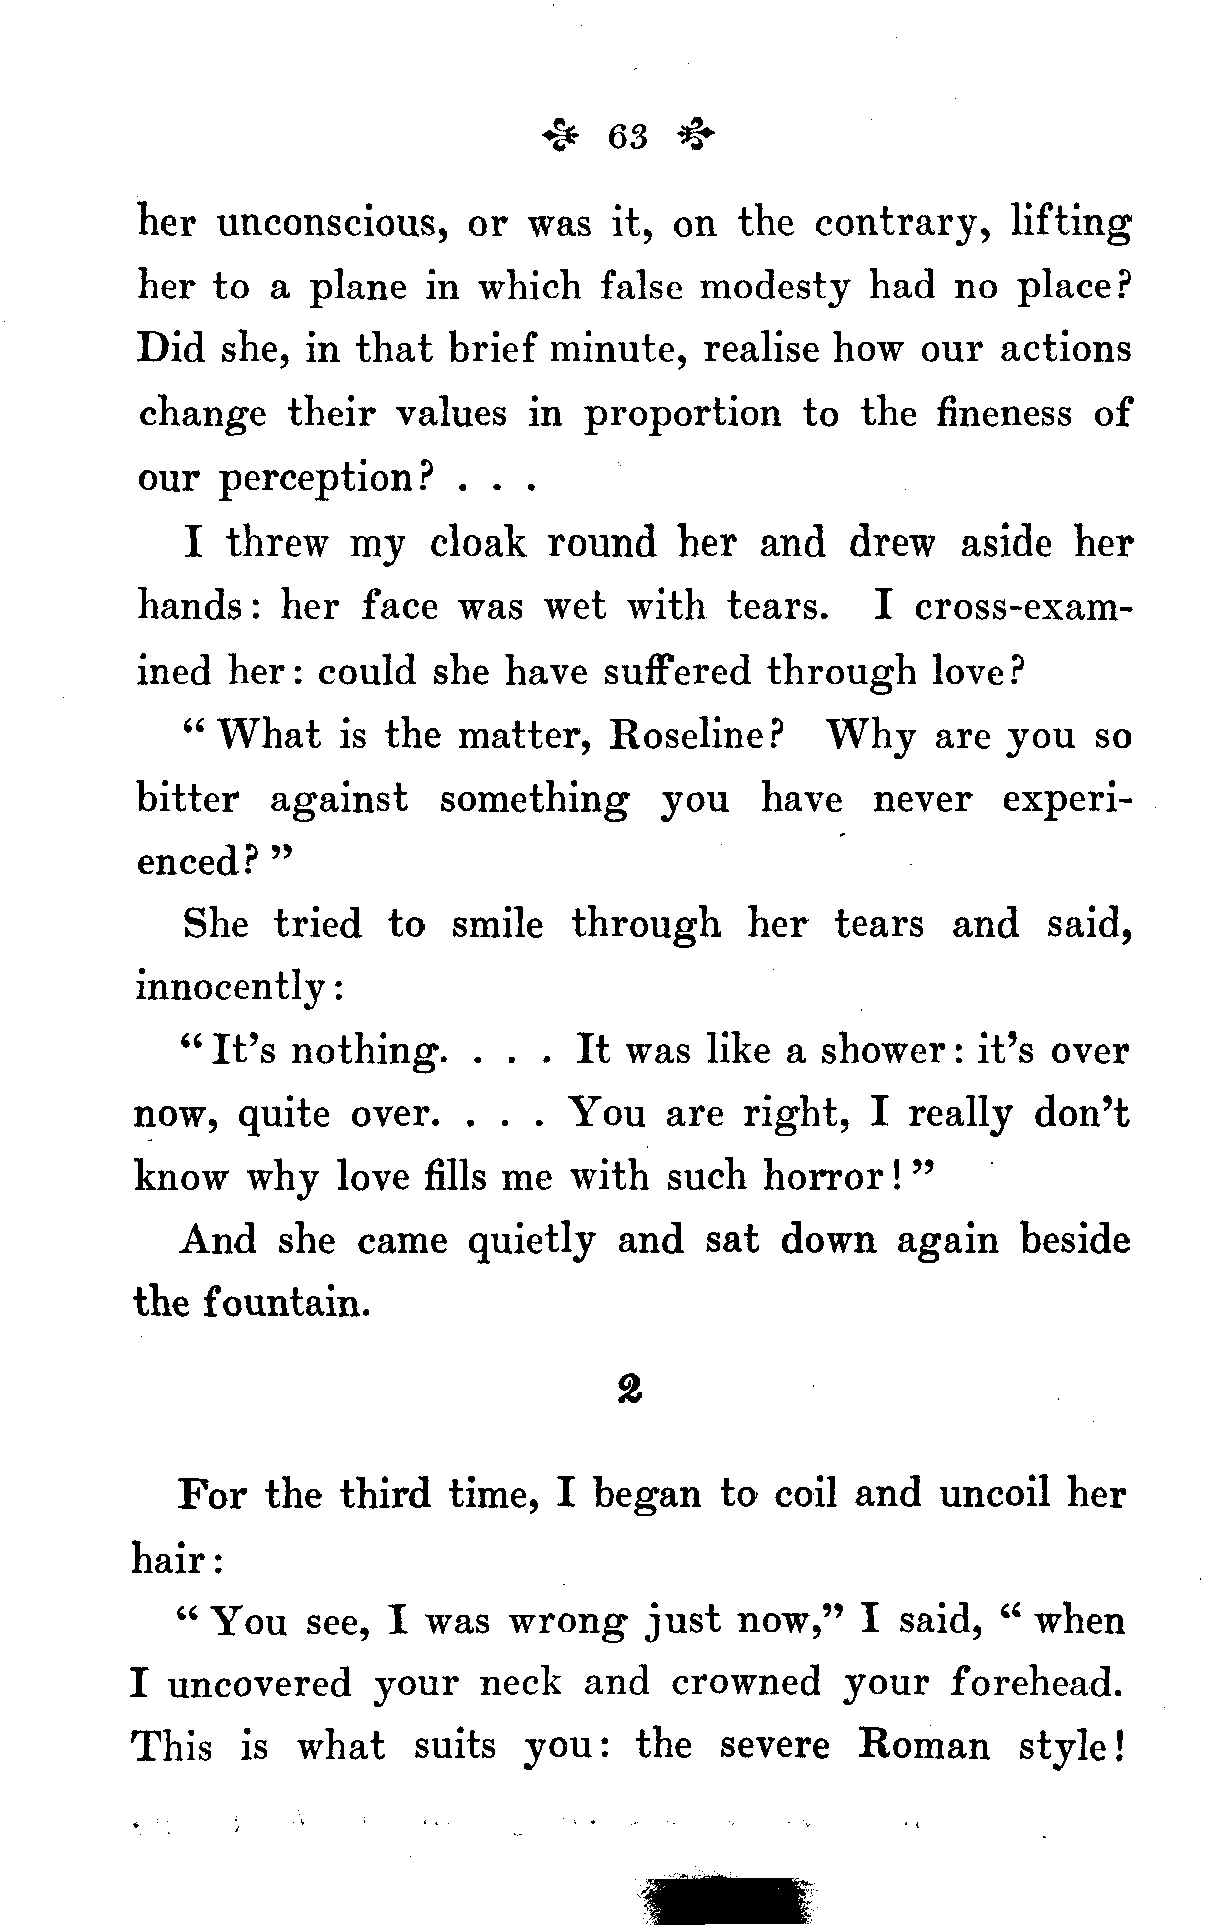 63
her unconscious, or was it, on the contrary, lifting
her to a plane in which false modesty had no place?
Did she, in that brief minute, realise how our actions
change their values in proportion to the fineness of
our perception? . . .
I threw my cloak round her and drew aside her
hands: her face was wet with tears. I cross-exam-
ined her: could she have suffered through love?
“What is the matter, Roseline? Why are you so
bitter against something you have never experi-
enced?”
She tried to smile through her tears and said,
innocently:
“It’s nothing. . . . It was like a shower: it’s over
now, quite over. . . . You are right, I really don’t
know why love fills me with such horror!”
And she came quietly and sat down again beside
the fountain.
2
For the third time, I began to coil and uncoil her
hair:
“You see, I was wrong just now,” I said, “when
I uncovered your neck and crowned your forehead.
This is what suits you: the severe Roman style!